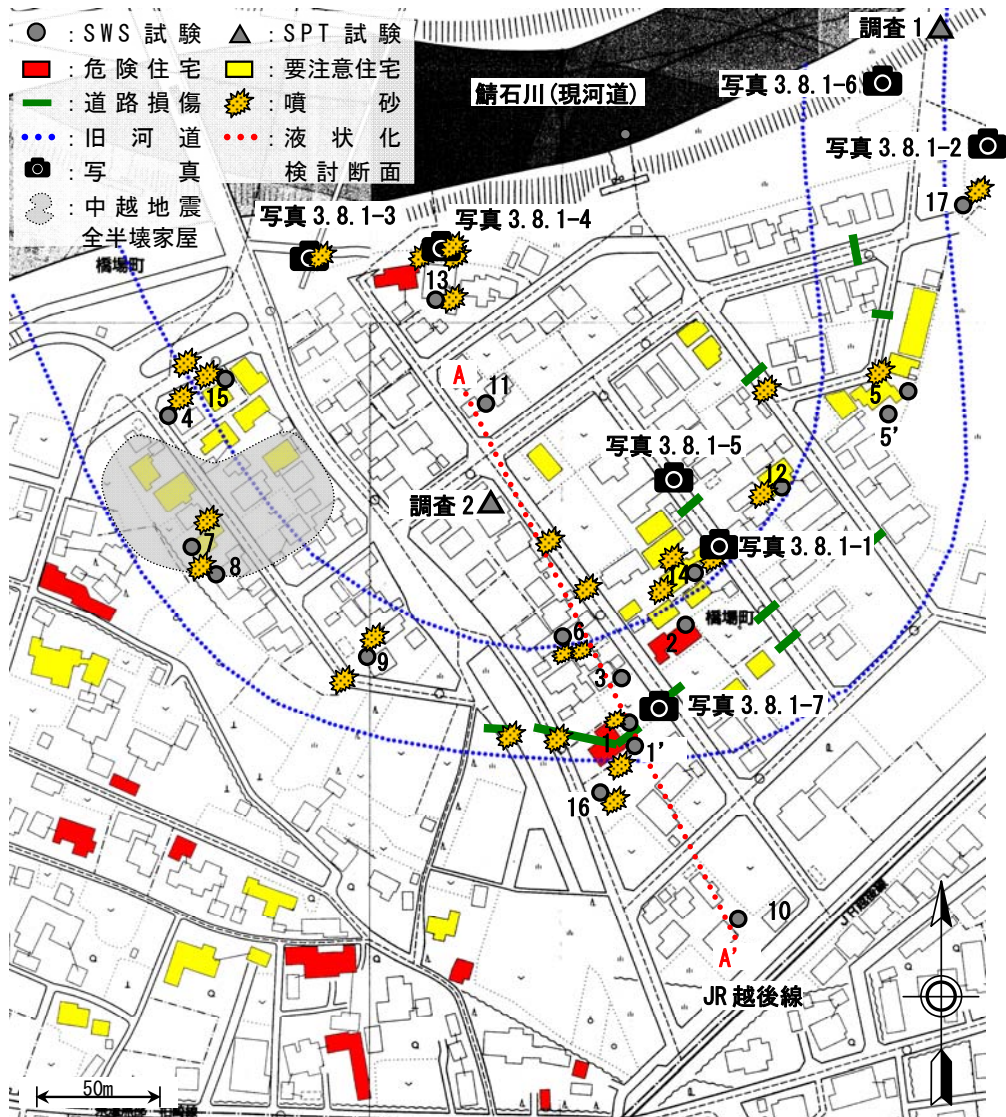 ：SWS 試験
：SPT 試験
：危険住宅
：要注意住宅
：道路損傷
：噴　砂
：旧河道
：液状化検討断面
：写真
：中越地震
全半壊家屋
調査1
鯖石川(現河道)
写真 3.8.1-6
写真 3.8.1-2
17
写真 3.8.1-3
写真 3.8.1-4
橋場町
13
A
11
15
4
5
5'
写真 3.8.1-5
12
調査2
写真 3.8.1-1
7
8
14
橋場町
6
2
9
3
写真 3.8.1-7
1
1'
16
10
A'
JR越後線
JR 越後線
50m